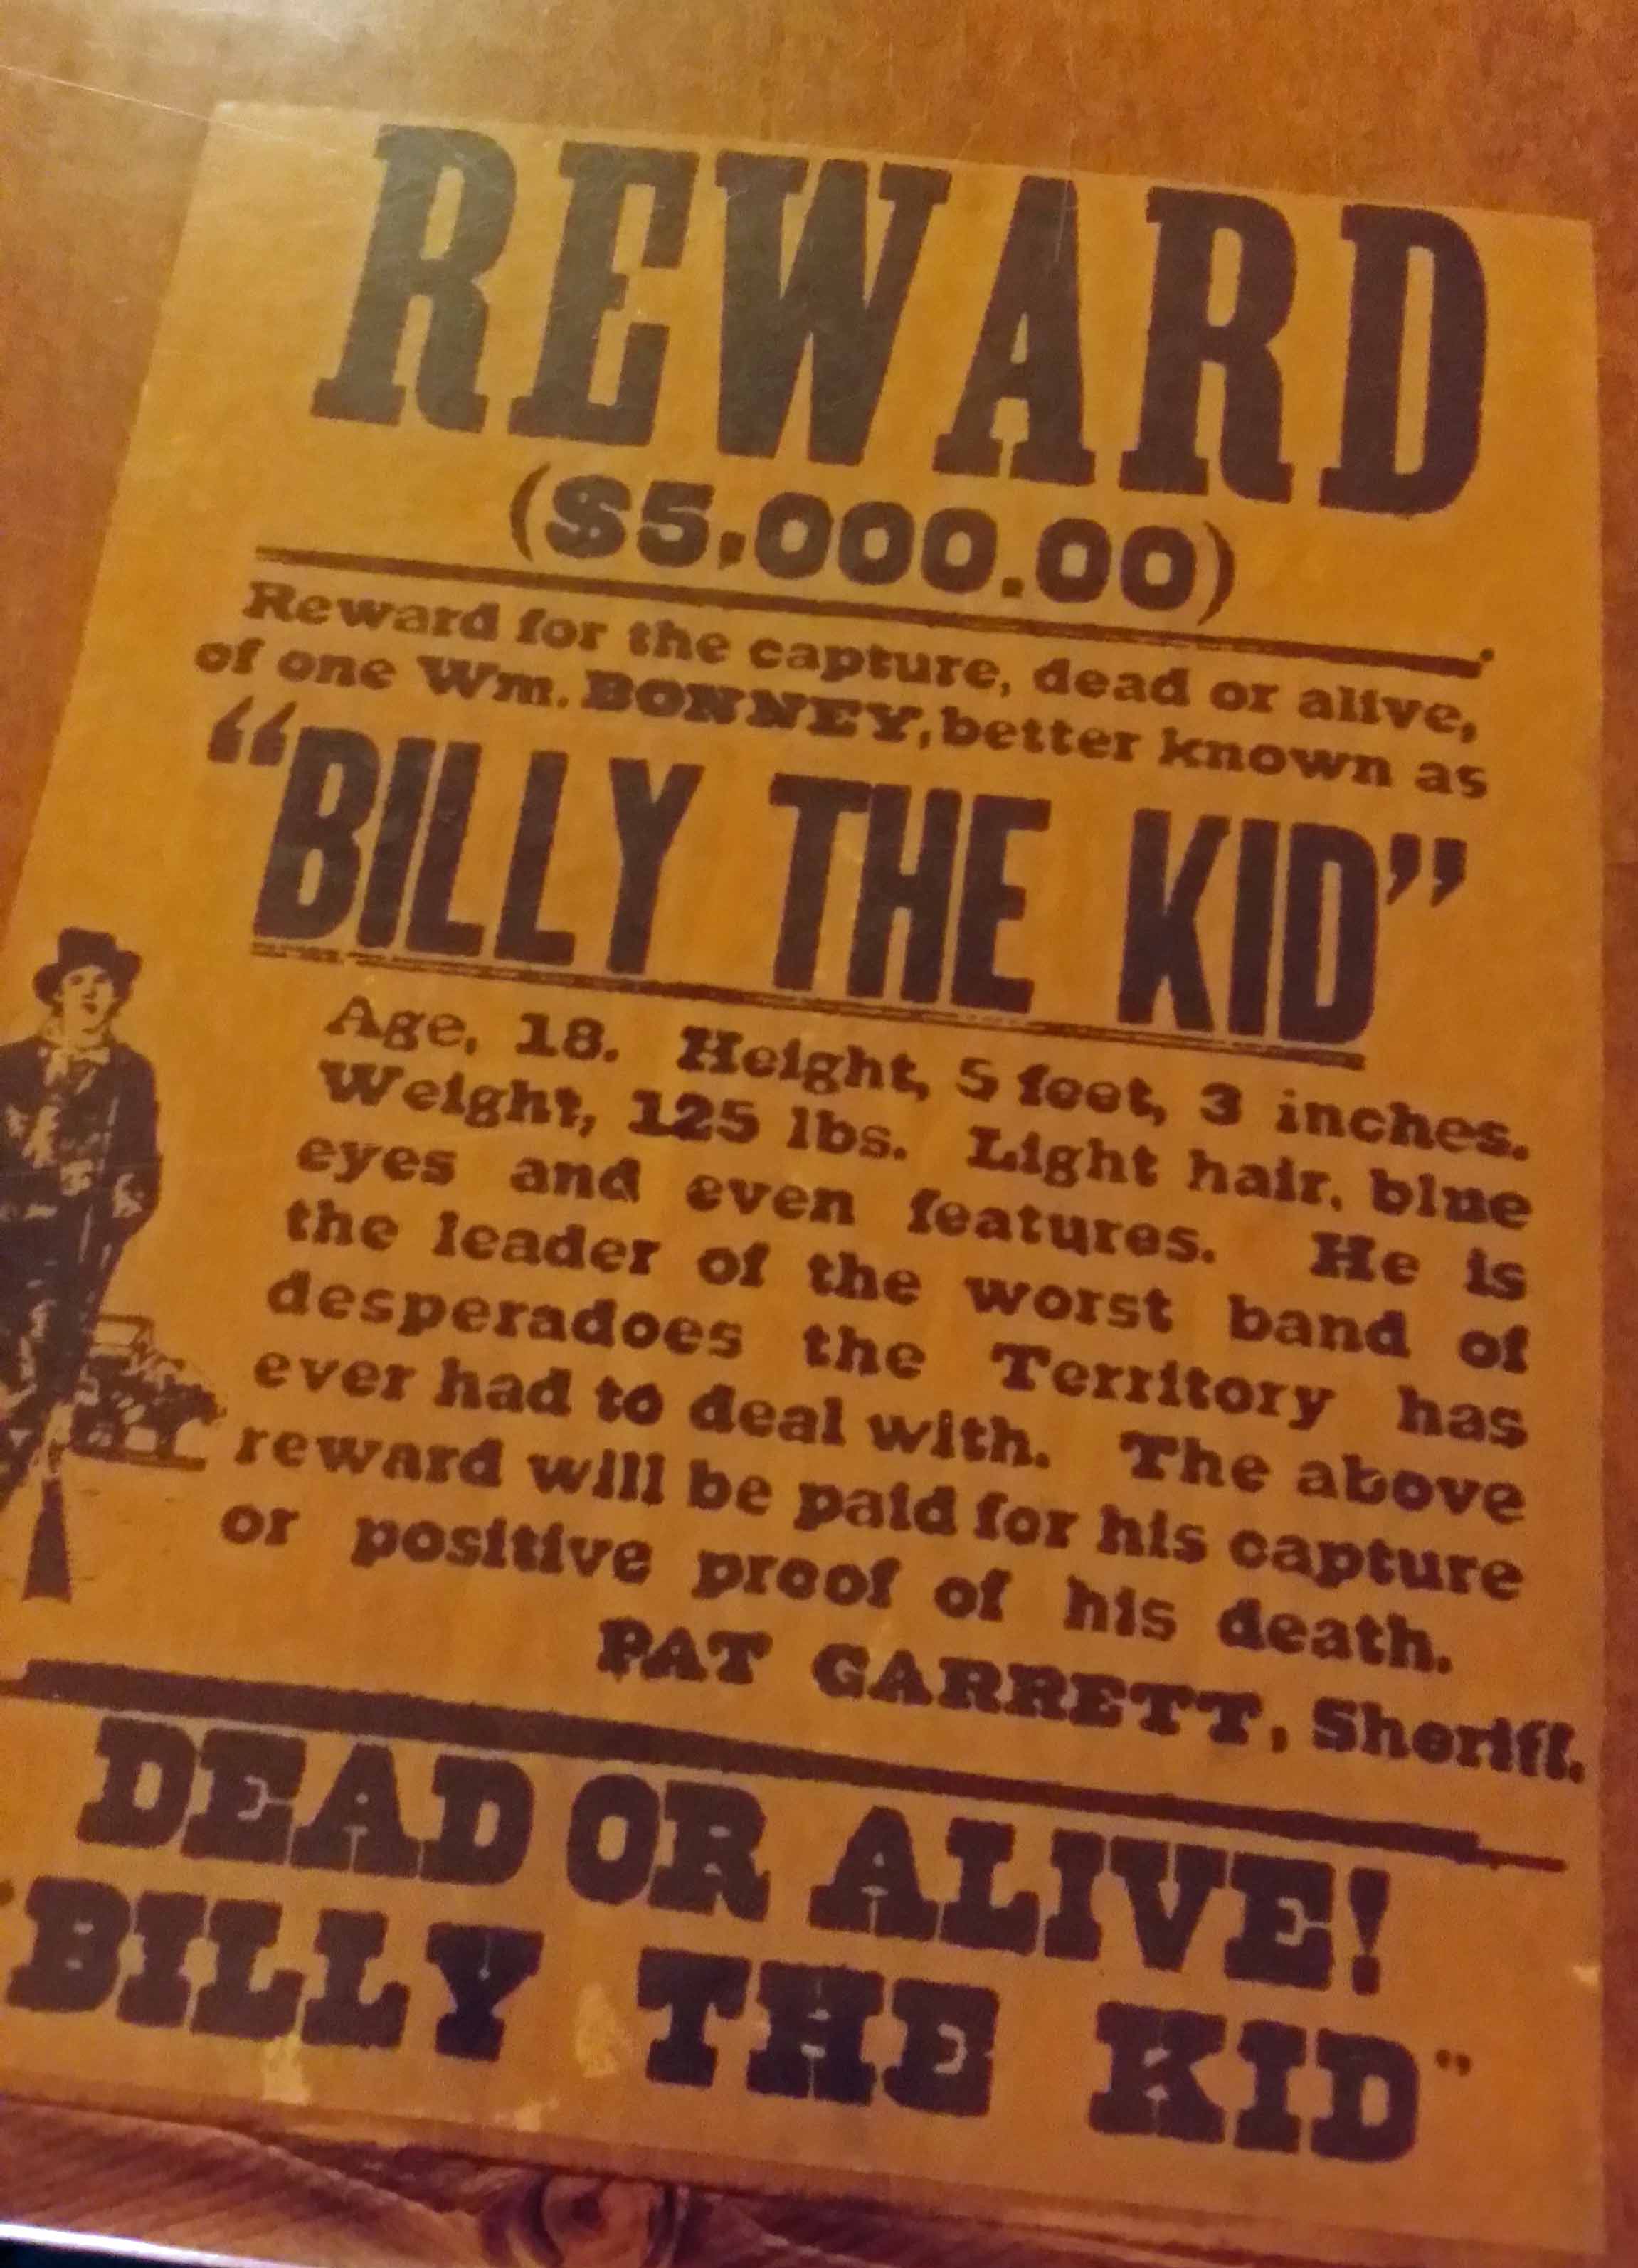 REWARD
($5,000.00)
Reward for the capture, dead or alive,
of one Wm. BONNEY, better known as
"BILLY THE KID"
Age, 18. Height, 5 feet, 3 inches.
Weight, 125 lbs. Light hair, blue
eyes and even features. He is
the leader of the worst band of
desperadoes the Territory has
ever had to deal with. The above
reward will be paid for his capture
or positive proof of his death.
PAT GARRETT, Sheriff.
DEAD OR ALIVE!
"BILLY THE KID"